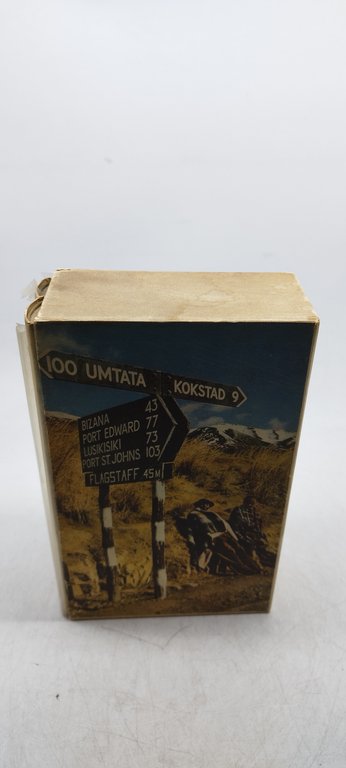 100 UMTATA
KOKSTAD 9
BIZANA 43
PORT EDWARD 77
LUSIKISIKI 73
PORT ST JOHNS 103
FLAGSTAFF 45M